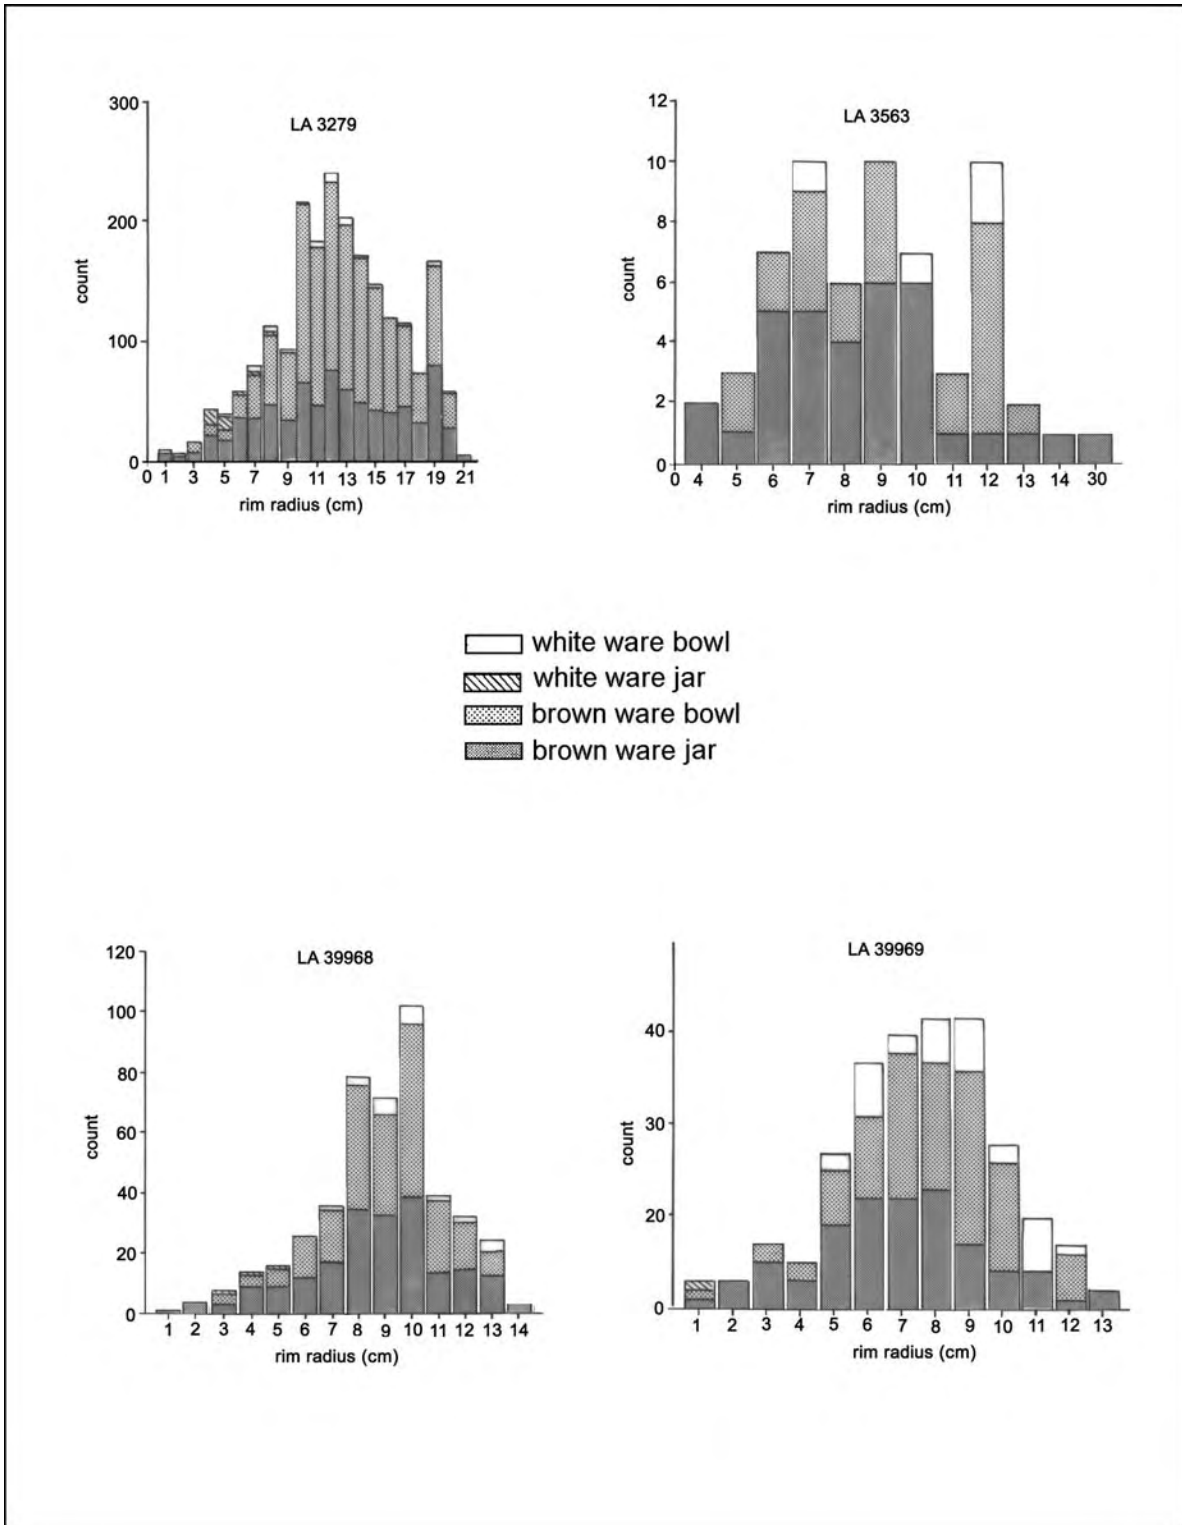 LA 3279
300
200
100
0
count
0 1 3 5 7 9 11 13 15 17 19 21
rim radius (cm)
LA 3563
12
10
8
6
4
2
0
count
0 4 5 6 7 8 9 10 11 12 13 14 30
rim radius (cm)
white ware bowl
white ware jar
brown ware bowl
brown ware jar
LA 39968
120
100
80
60
40
20
0
count
1 2 3 4 5 6 7 8 9 10 11 12 13 14
rim radius (cm)
LA 39969
40
30
20
0
count
1 2 3 4 5 6 7 8 9 10 11 12 13
rim radius (cm)